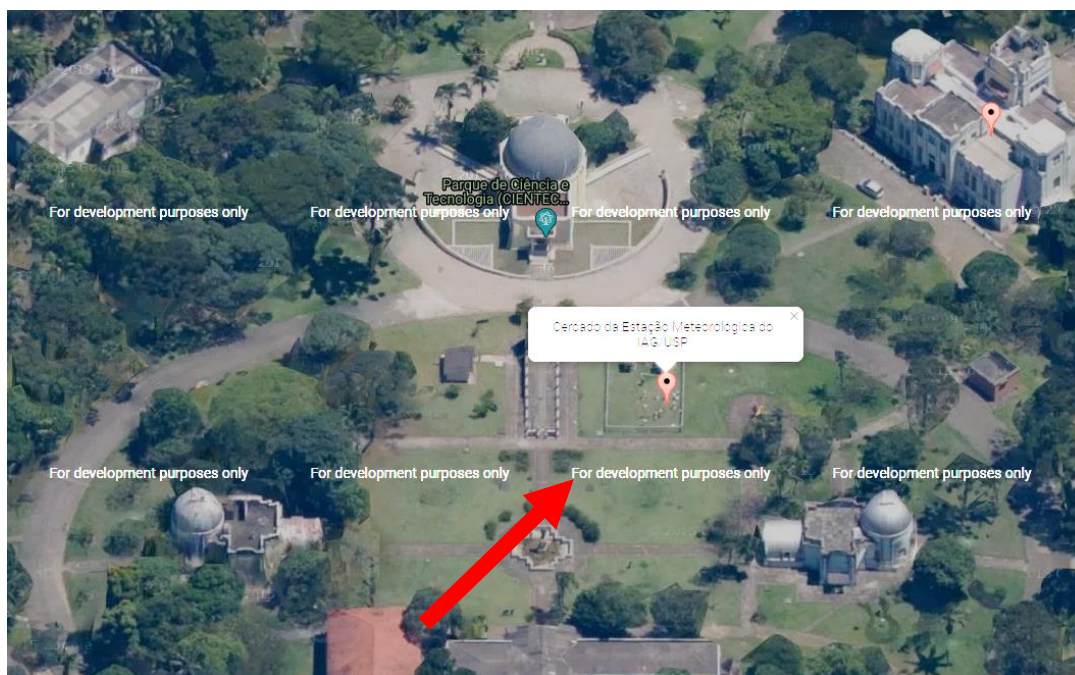 Parque de Ciência e
Tecnologia (CIENTEC...
For development purposes only
For development purposes only
For development purposes only
For development purposes only
Cercado da Estação Meteorológica do
IAG/USP
For development purposes only
For development purposes only
For development purposes only
For development purposes only